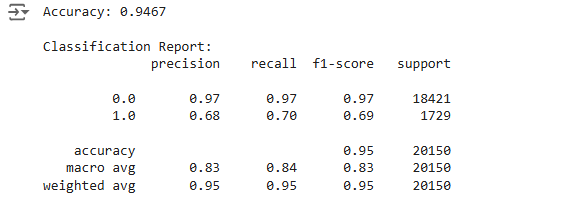 Accuracy: 0.9467
Classification Report:
precision recall f1-score support
0.0 0.97 0.97 0.97 18421
1.0 0.68 0.70 0.69 1729
accuracy 0.95 20150
macro avg 0.83 0.84 0.83 20150
weighted avg 0.95 0.95 0.95 20150